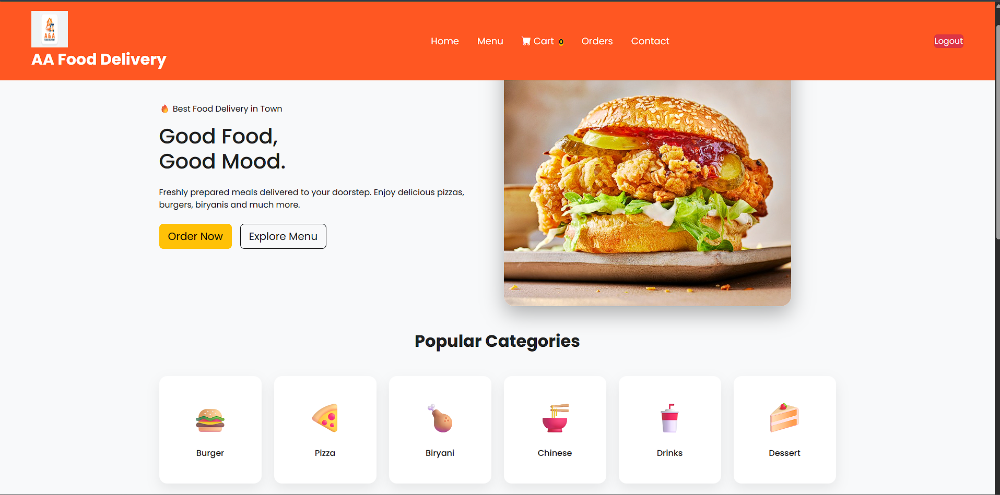 A & A
FOOD DELIVERY
AA Food Delivery
Home
Menu
Cart 0
Orders
Contact
Logout
Best Food Delivery in Town
Good Food,
Good Mood.
Freshly prepared meals delivered to your doorstep. Enjoy delicious pizzas,
burgers, biryanis and much more.
Order Now
Explore Menu
Popular Categories
Burger
Pizza
Biryani
Chinese
Drinks
Dessert